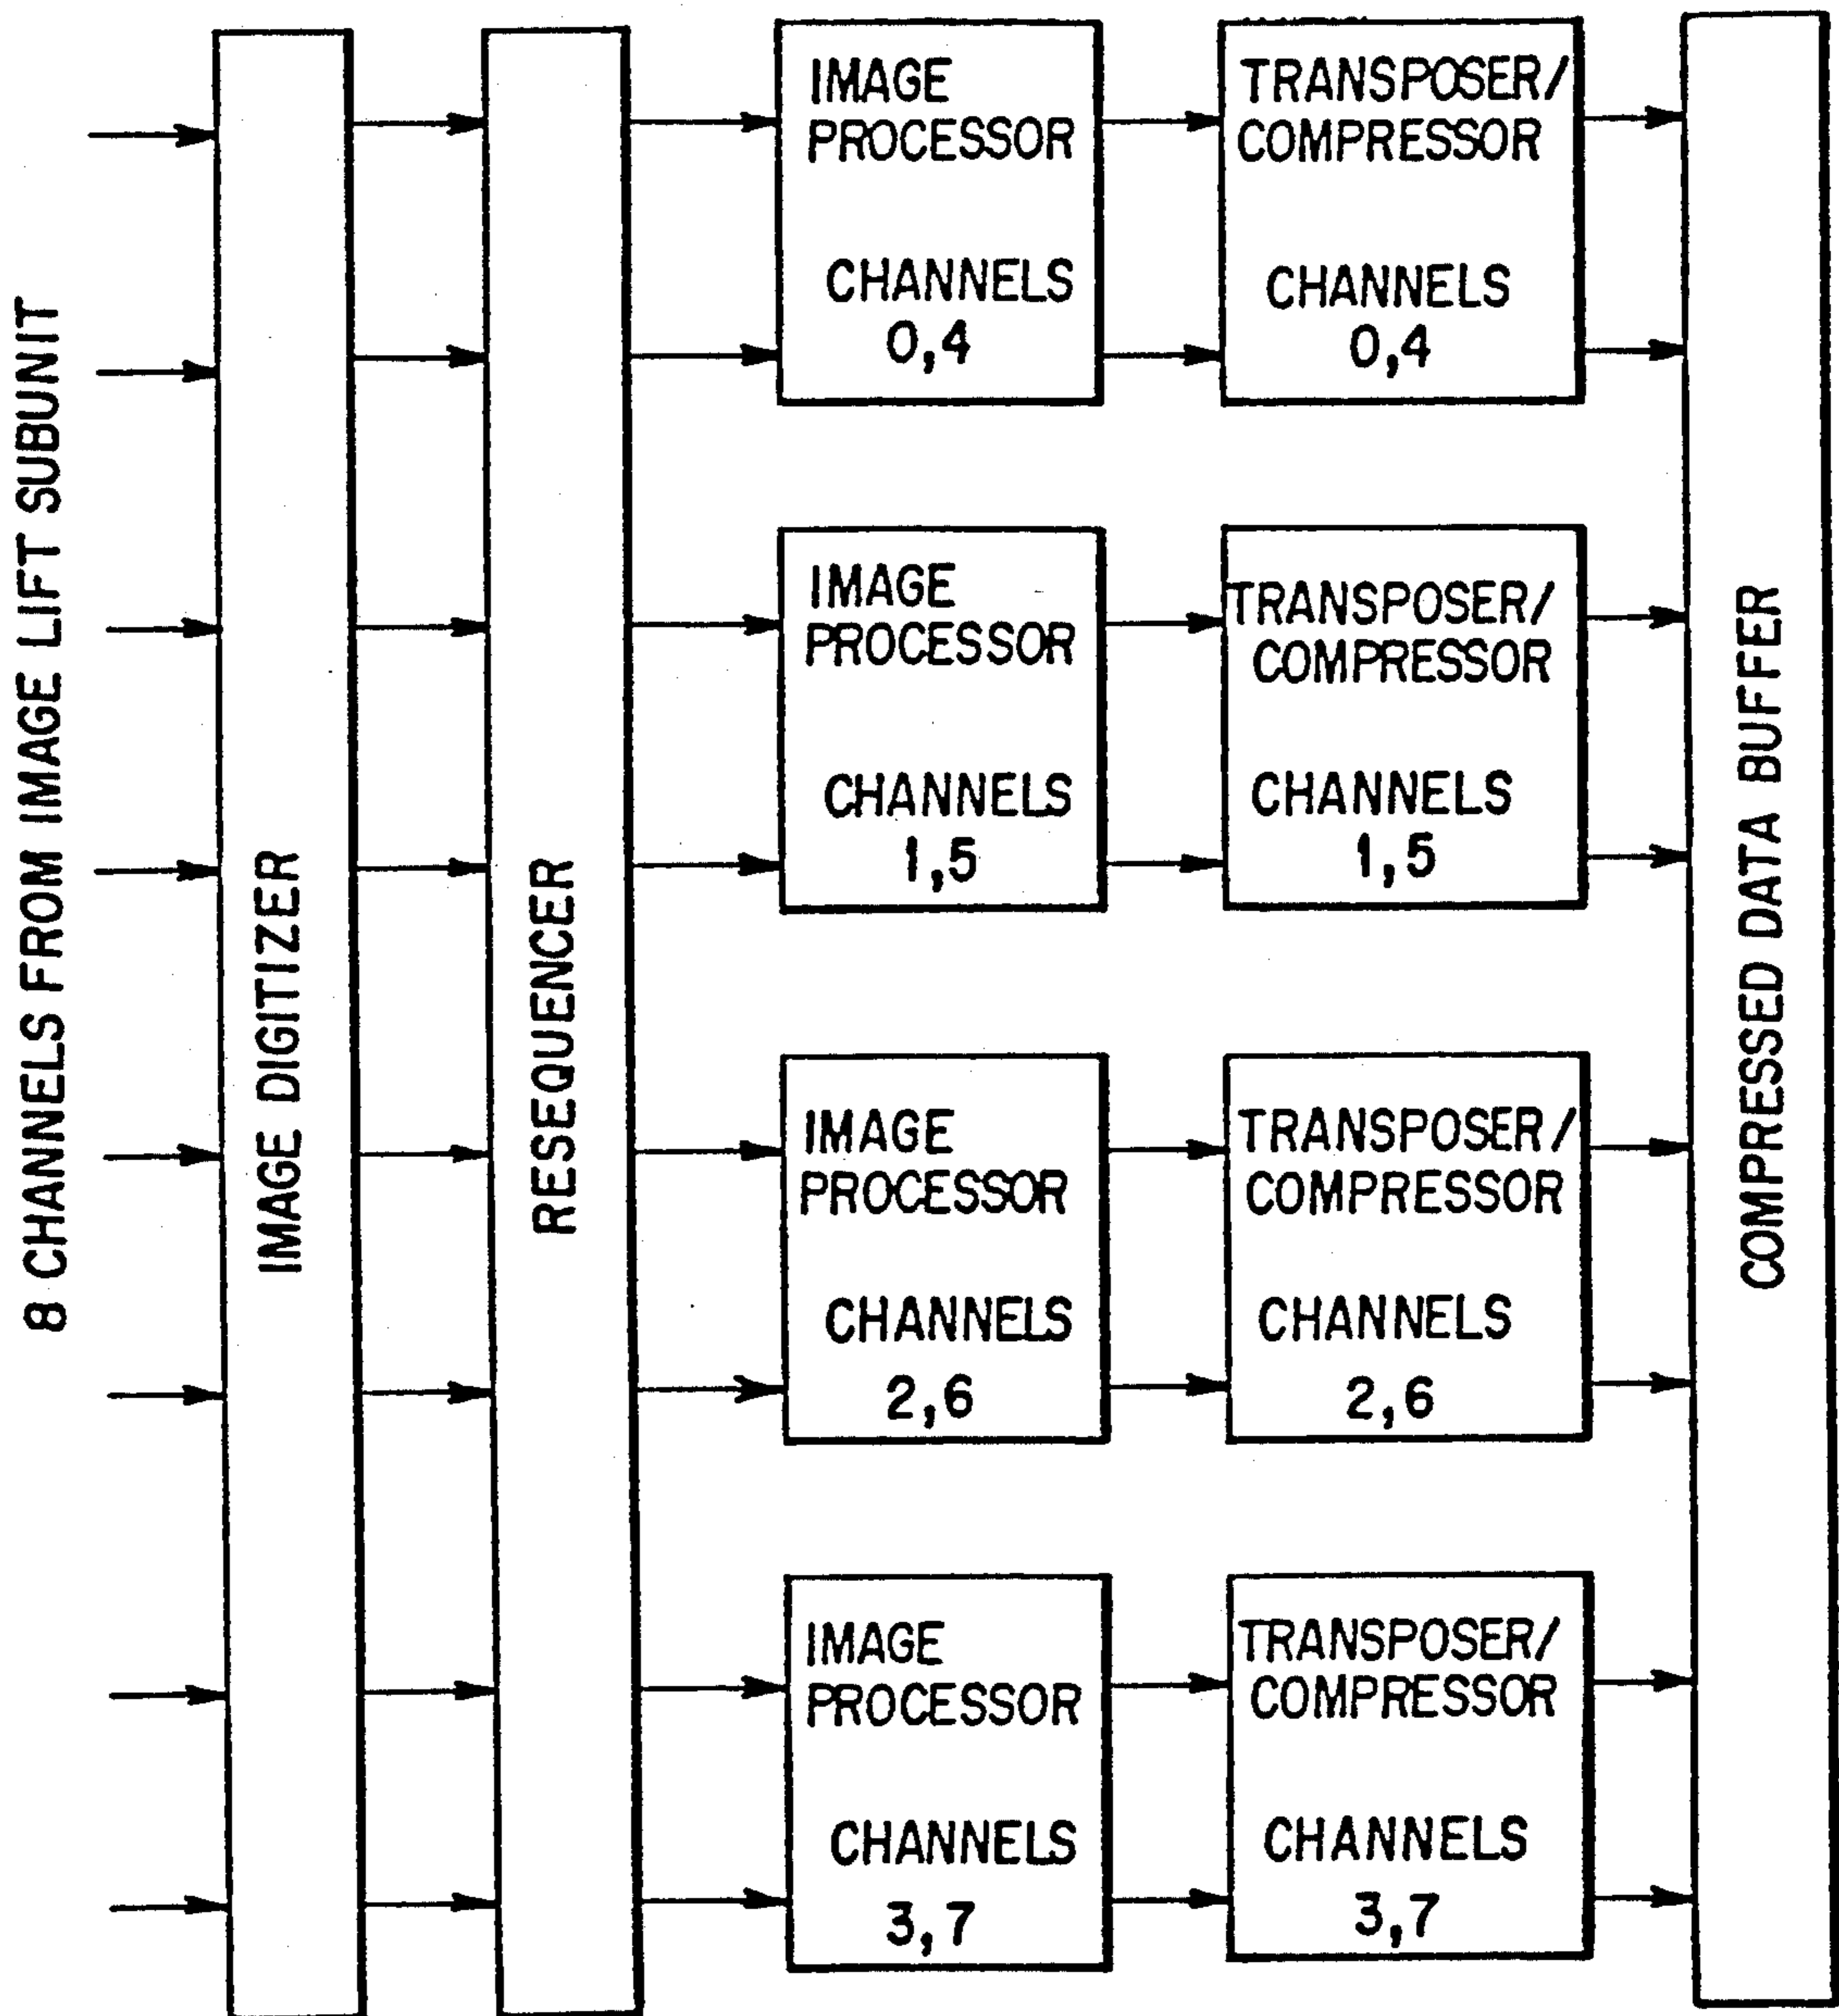 8 CHANNELS FROM IMAGE LIFT SUBUNIT
IMAGE DIGITIZER
RESEQUENCER
IMAGE
PROCESSOR
CHANNELS
0,4
TRANSPOSER/
COMPRESSOR
CHANNELS
0,4
IMAGE
PROCESSOR
CHANNELS
1,5
TRANSPOSER/
COMPRESSOR
CHANNELS
1,5
IMAGE
PROCESSOR
CHANNELS
2,6
TRANSPOSER/
COMPRESSOR
CHANNELS
2,6
IMAGE
PROCESSOR
CHANNELS
3,7
TRANSPOSER/
COMPRESSOR
CHANNELS
3,7
COMPRESSED DATA BUFFER